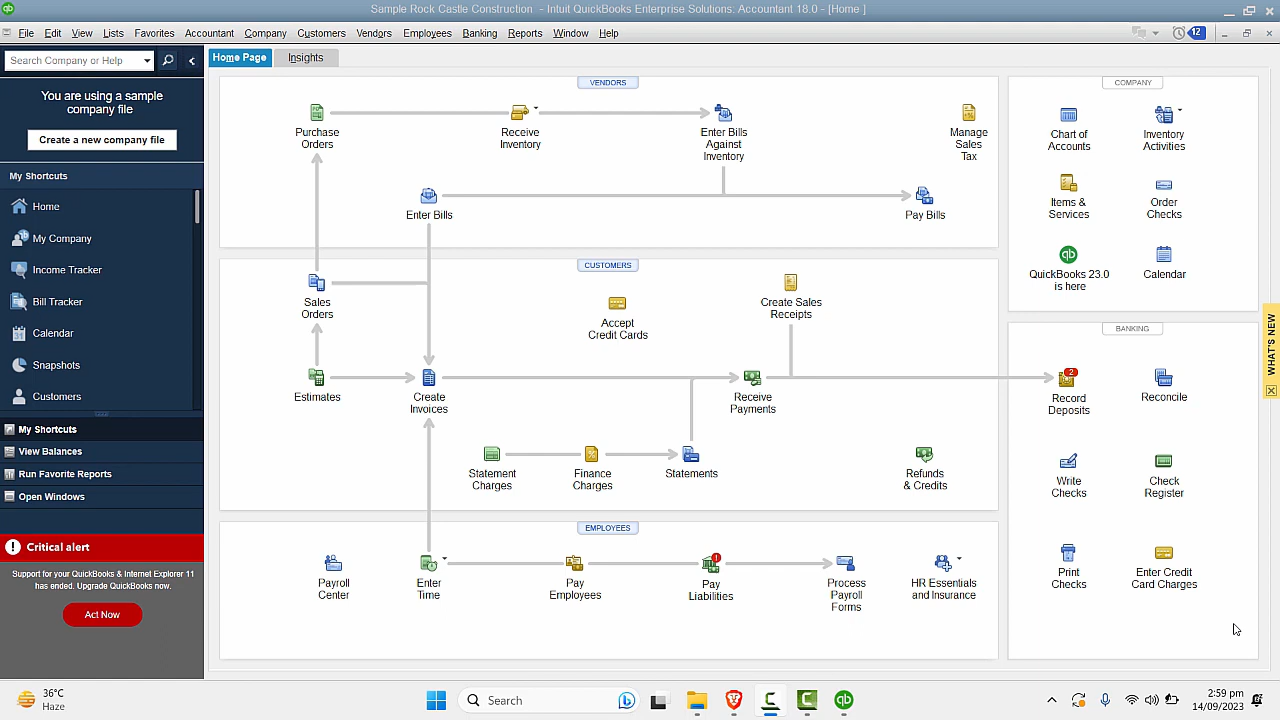 Sample Rock Castle Construction - Intuit QuickBooks Enterprise Solutions: Accountant 18.0 - [Home ]
File Edit View Lists Favorites Accountant Company Customers Vendors Employees Banking Reports Window Help
12
Search Company or Help
Home Page Insights
You are using a sample
company file
Create a new company file
My Shortcuts
Home
My Company
Income Tracker
Bill Tracker
Calendar
Snapshots
Customers
My Shortcuts
View Balances
Run Favorite Reports
Open Windows
Critical alert
Support for your QuickBooks & Internet Explorer 11
has ended. Upgrade QuickBooks now.
Act Now
VENDORS
Purchase
Orders
Receive
Inventory
Enter Bills
Against
Inventory
Manage
Sales
Tax
Enter Bills
Pay Bills
CUSTOMERS
Sales
Orders
Accept
Credit Cards
Create Sales
Receipts
Estimates
Create
Invoices
Receive
Payments
Statement
Charges
Finance
Charges
Statements
Refunds
& Credits
EMPLOYEES
Payroll
Center
Enter
Time
Pay
Employees
Pay
Liabilities
Process
Payroll
Forms
HR Essentials
and Insurance
COMPANY
Chart of
Accounts
Inventory
Activities
Items &
Services
Order
Checks
QuickBooks 23.0
is here
Calendar
BANKING
2
Record
Deposits
Reconcile
Write
Checks
Check
Register
Print
Checks
Enter Credit
Card Charges
WHAT'S NEW
36°C
Haze
Search
2:59 pm
14/09/2023